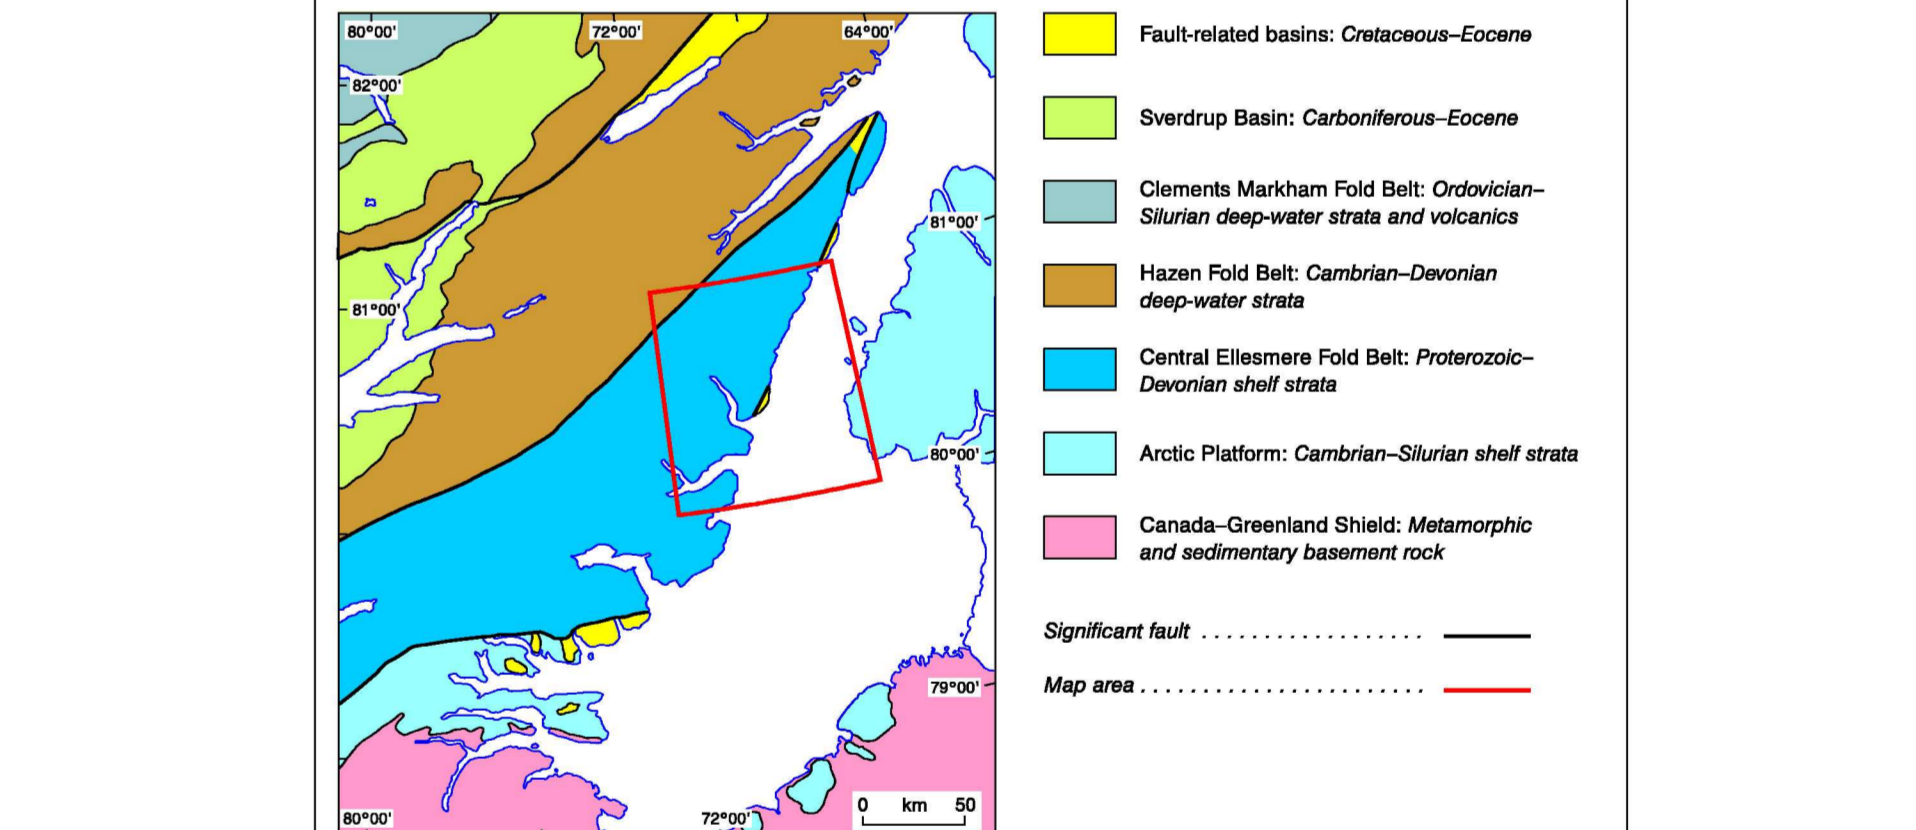 80°00'
72°00'
64°00'
82°00'
81°00'
81°00'
80°00'
79°00'
80°00'
72°00'
0 km 50
Fault-related basins: Cretaceous–Eocene
Sverdrup Basin: Carboniferous–Eocene
Clements Markham Fold Belt: Ordovician–
Silurian deep-water strata and volcanics
Hazen Fold Belt: Cambrian–Devonian
deep-water strata
Central Ellesmere Fold Belt: Proterozoic–
Devonian shelf strata
Arctic Platform: Cambrian–Silurian shelf strata
Canada–Greenland Shield: Metamorphic
and sedimentary basement rock
Significant fault . . . . . . . . . . . . . . . . . .
Map area . . . . . . . . . . . . . . . . . . . . . . .